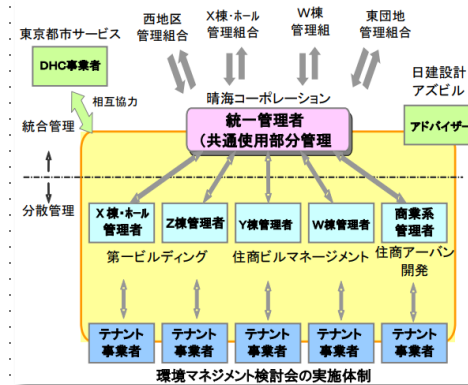 西地区
管理組合
X棟・ホール
管理組合
W棟
管理組
東団地
管理組合
東京都市サービス
DHC事業者
相互協力
晴海コーポレーション
統一管理者
(共通使用部分管理
日建設計
アズビル
アドバイザー
統合管理
分散管理
X棟・ホール
管理者
Z棟管理者
Y棟管理者
W棟管理者
商業系
管理者
第一ビルディング
住商ビルマネージメント
住商アーバン
開発
テナント
事業者
テナント
事業者
テナント
事業者
テナント
事業者
テナント
事業者
環境マネジメント検討会の実施体制